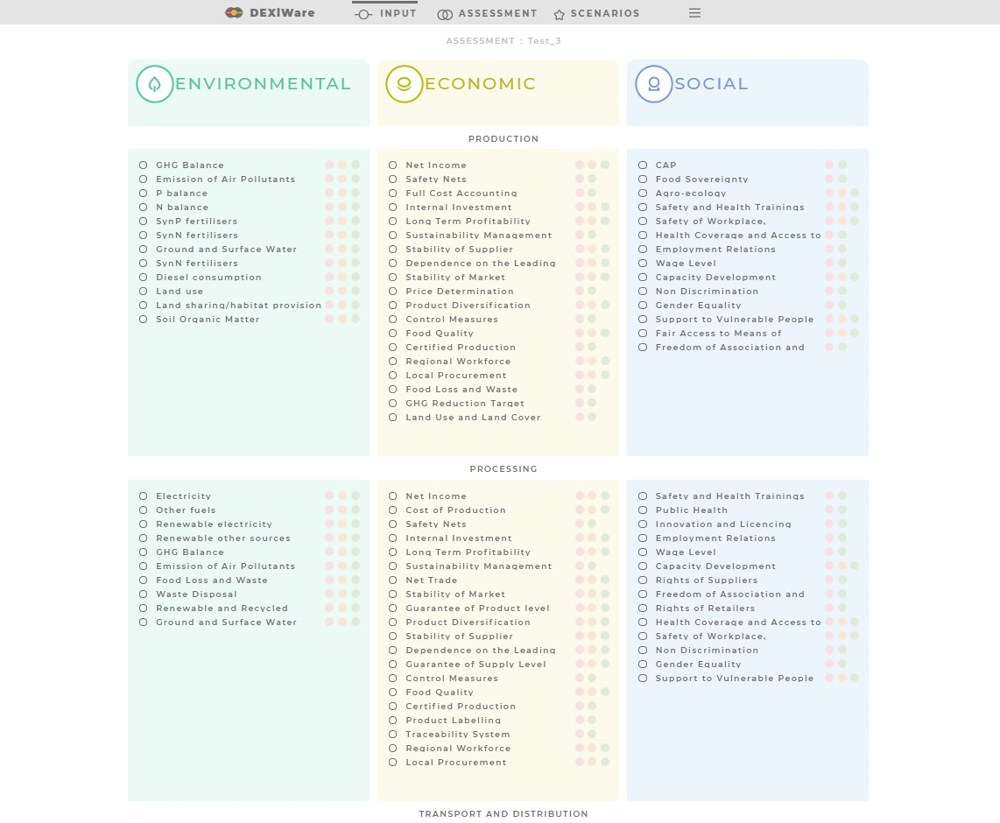 DEXiWare INPUT ASSESSMENT SCENARIOS
ASSESSMENT : Test_3
ENVIRONMENTAL
ECONOMIC
SOCIAL
PRODUCTION
GHG Balance
Emission of Air Pollutants
P balance
N balance
SynP fertilisers
SynN fertilisers
Ground and Surface Water
SynN fertilisers
Diesel consumption
Land use
Land sharing/habitat provision
Soil Organic Matter
Net Income
Safety Nets
Full Cost Accounting
Internal Investment
Long Term Profitability
Sustainability Management
Stability of Supplier
Dependence on the Leading
Stability of Market
Price Determination
Product Diversification
Control Measures
Food Quality
Certified Production
Regional Workforce
Local Procurement
Food Loss and Waste
GHG Reduction Target
Land Use and Land Cover
CAP
Food Sovereignty
Agro-ecology
Safety and Health Trainings
Safety of Workplace,
Health Coverage and Access to
Employment Relations
Wage Level
Capacity Development
Non Discrimination
Gender Equality
Support to Vulnerable People
Fair Access to Means of
Freedom of Association and
PROCESSING
Electricity
Other fuels
Renewable electricity
Renewable other sources
GHG Balance
Emission of Air Pollutants
Food Loss and Waste
Waste Disposal
Renewable and Recycled
Ground and Surface Water
Net Income
Cost of Production
Safety Nets
Internal Investment
Long Term Profitability
Sustainability Management
Net Trade
Stability of Market
Guarantee of Product level
Product Diversification
Stability of Supplier
Dependence on the Leading
Guarantee of Supply Level
Control Measures
Food Quality
Certified Production
Product Labelling
Traceability System
Regional Workforce
Local Procurement
Safety and Health Trainings
Public Health
Innovation and Licencing
Employment Relations
Wage Level
Capacity Development
Rights of Suppliers
Freedom of Association and
Rights of Retailers
Health Coverage and Access to
Safety of Workplace,
Non Discrimination
Gender Equality
Support to Vulnerable People
TRANSPORT AND DISTRIBUTION